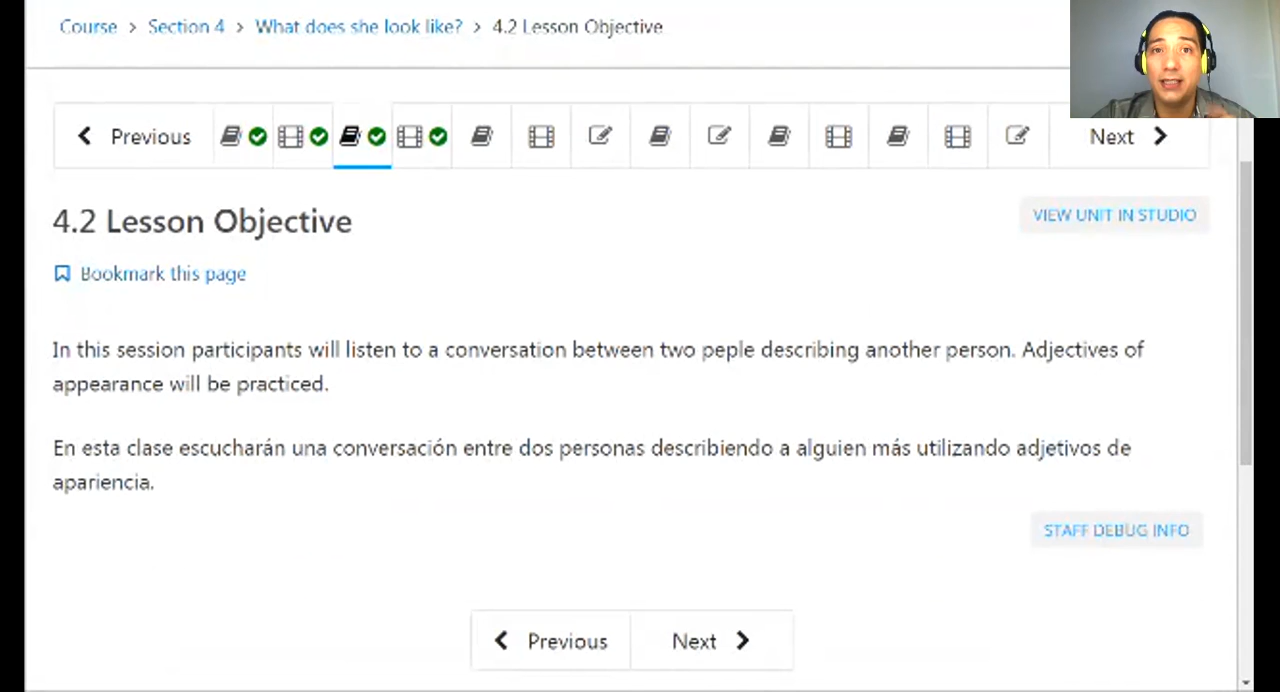 Course > Section 4 > What does she look like? > 4.2 Lesson Objective
Previous
Next
4.2 Lesson Objective
VIEW UNIT IN STUDIO
Bookmark this page
In this session participants will listen to a conversation between two peple describing another person. Adjectives of
appearance will be practiced.
En esta clase escucharán una conversación entre dos personas describiendo a alguien más utilizando adjetivos de
apariencia.
STAFF DEBUG INFO
Previous
Next